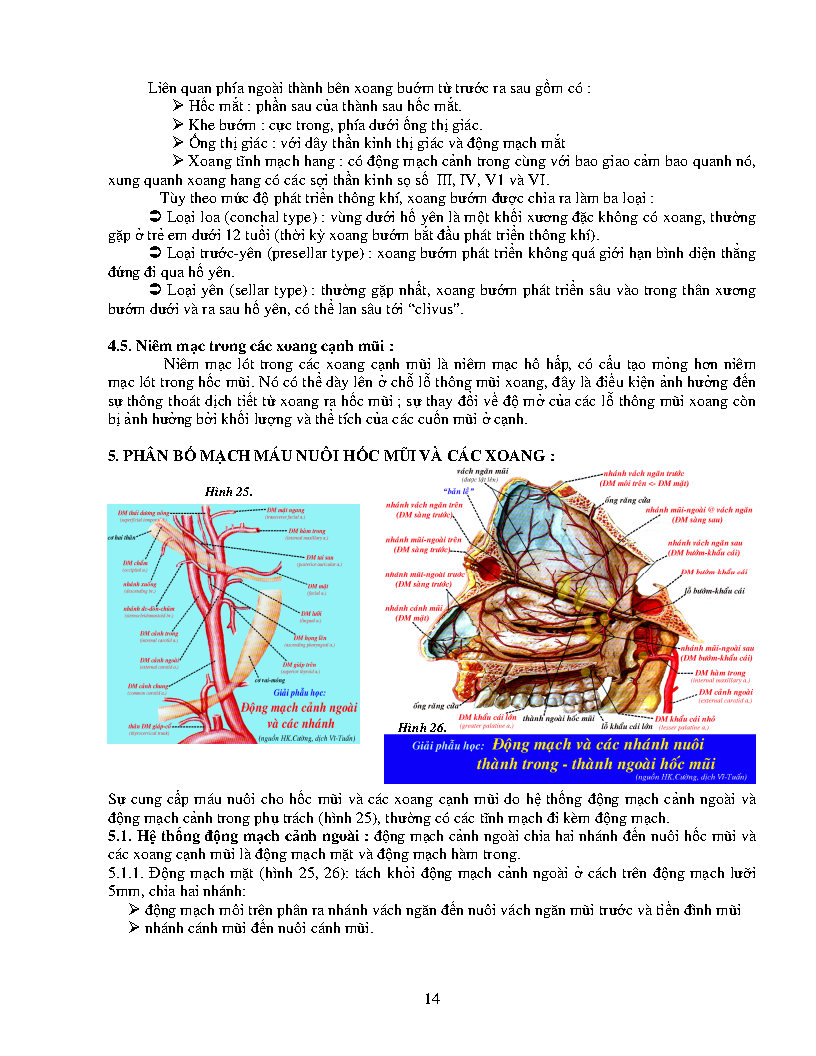 Liên quan phía ngoài thành bên xoang bướm từ trước ra sau gồm có :
➢ Hốc mắt : phần sau của thành sau hốc mắt.
➢ Khe bướm : cực trong, phía dưới ống thị giác.
➢ Ống thị giác : với dây thần kinh thị giác và động mạch mắt
➢ Xoang tĩnh mạch hang : có động mạch cảnh trong cùng với bao giao cảm bao quanh nó,
xung quanh xoang hang có các sợi thần kinh sọ số III, IV, V1 và VI.
Tùy theo mức độ phát triển thông khí, xoang bướm được chia ra làm ba loại :
➲ Loại loa (conchal type) : vùng dưới hố yên là một khối xương đặc không có xoang, thường
gặp ở trẻ em dưới 12 tuổi (thời kỳ xoang bướm bắt đầu phát triển thông khí).
➲ Loại trước-yên (presellar type) : xoang bướm phát triển không quá giới hạn bình diện thẳng
đứng đi qua hố yên.
➲ Loại yên (sellar type) : thường gặp nhất, xoang bướm phát triển sâu vào trong thân xương
bướm dưới và ra sau hố yên, có thể lan sâu tới “clivus”.
4.5. Niêm mạc trong các xoang cạnh mũi :
Niêm mạc lót trong các xoang cạnh mũi là niêm mạc hô hấp, có cấu tạo mỏng hơn niêm
mạc lót trong hốc mũi. Nó có thể dày lên ở chỗ lỗ thông mũi xoang, đây là điều kiện ảnh hưởng đến
sự thông thoát dịch tiết từ xoang ra hốc mũi ; sự thay đổi về độ mở của các lỗ thông mũi xoang còn
bị ảnh hưởng bởi khối lượng và thể tích của các cuốn mũi ở cạnh.
5. PHÂN BỐ MẠCH MÁU NUÔI HỐC MŨI VÀ CÁC XOANG :
Hình 25.
ĐM thái dương nông
(superficial temporal a.)
ĐM mặt ngang
(transverse facial a.)
cơ hai thân
ĐM hàm trong
(internal maxillary a.)
ĐM tai sau
(posterior auricular a.)
ĐM chẩm
(occipital a.)
nhánh xuống
(descending br.)
ĐM mặt
(facial a.)
nhánh ức-đòn-chũm
(sternocleidomastoid br.)
ĐM lưỡi
(lingual a.)
ĐM cảnh trong
(internal carotid a.)
ĐM họng lên
(ascending pharyngeal a.)
ĐM cảnh ngoài
(external carotid a.)
ĐM giáp trên
(superior thyroid a.)
cơ vai-móng
ĐM cảnh chung
(common carotid a.)
thân ĐM giáp-cổ
(thyrocervical trunk)
Giải phẫu học:
Động mạch cảnh ngoài
và các nhánh
(nguồn HK.Cường, dịch VI-Tuấn)
vách ngăn mũi
(được lật lên)
“bản lề”
nhánh vách ngăn trước
(ĐM môi trên <- ĐM mặt)
ống răng cửa
nhánh vách ngăn trên
(ĐM sàng trước)
nhánh mũi-ngoài @ vách ngăn
(ĐM sàng sau)
nhánh mũi-ngoài trên
(ĐM sàng trước)
nhánh vách ngăn sau
(ĐM bướm-khẩu cái)
nhánh mũi-ngoài trước
(ĐM sàng trước)
ĐM bướm-khẩu cái
lỗ bướm-khẩu cái
nhánh cánh mũi
(ĐM mặt)
nhánh mũi-ngoài sau
(ĐM bướm-khẩu cái)
ĐM hàm trong
(internal maxillary a.)
ĐM cảnh ngoài
(external carotid a.)
ống răng cửa
Hình 26.
ĐM khẩu cái lớn
(greater palatine a.)
thành ngoài hốc mũi
lỗ khẩu cái lớn
ĐM khẩu cái nhỏ
(lesser palatine a.)
Giải phẫu học: Động mạch và các nhánh nuôi
thành trong - thành ngoài hốc mũi
(nguồn HK.Cường, dịch VI-Tuấn)
Sự cung cấp máu nuôi cho hốc mũi và các xoang cạnh mũi do hệ thống động mạch cảnh ngoài và
động mạch cảnh trong phụ trách (hình 25), thường có các tĩnh mạch đi kèm động mạch.
5.1. Hệ thống động mạch cảnh ngoài : động mạch cảnh ngoài chia hai nhánh đến nuôi hốc mũi và
các xoang cạnh mũi là động mạch mặt và động mạch hàm trong.
5.1.1. Động mạch mặt (hình 25, 26): tách khỏi động mạch cảnh ngoài ở cách trên động mạch lưỡi
5mm, chia hai nhánh:
➢ động mạch môi trên phân ra nhánh vách ngăn đến nuôi vách ngăn mũi trước và tiền đình mũi
➢ nhánh cánh mũi đến nuôi cánh mũi.
14